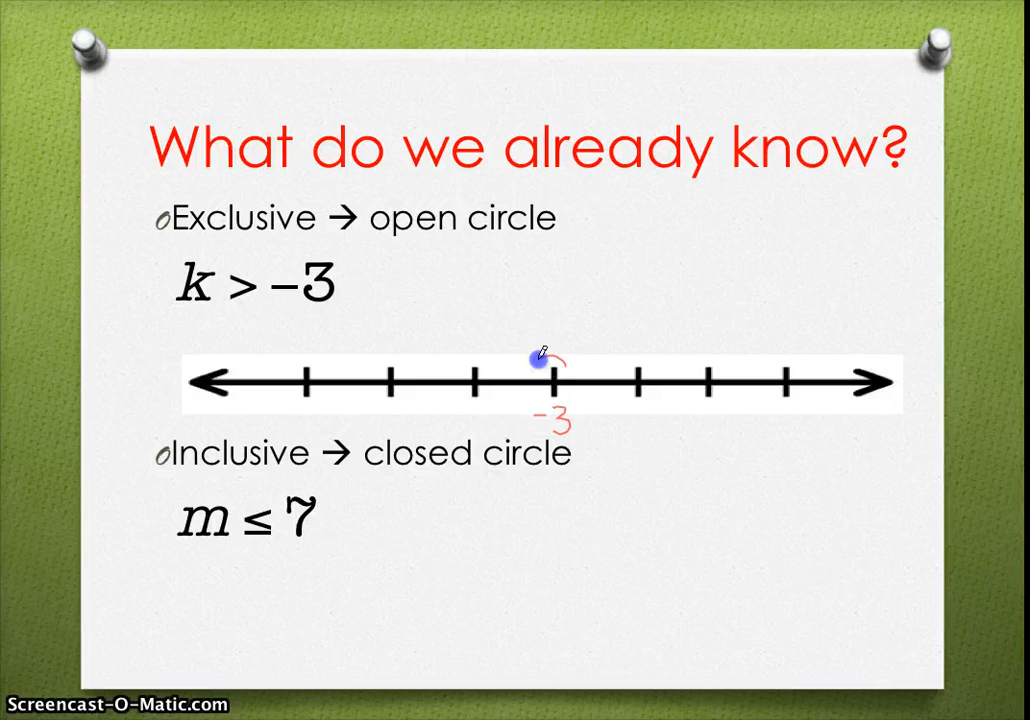 What do we already know?
Exclusive → open circle
k > −3
−3
Inclusive → closed circle
m ≤ 7
Screencast-O-Matic.com